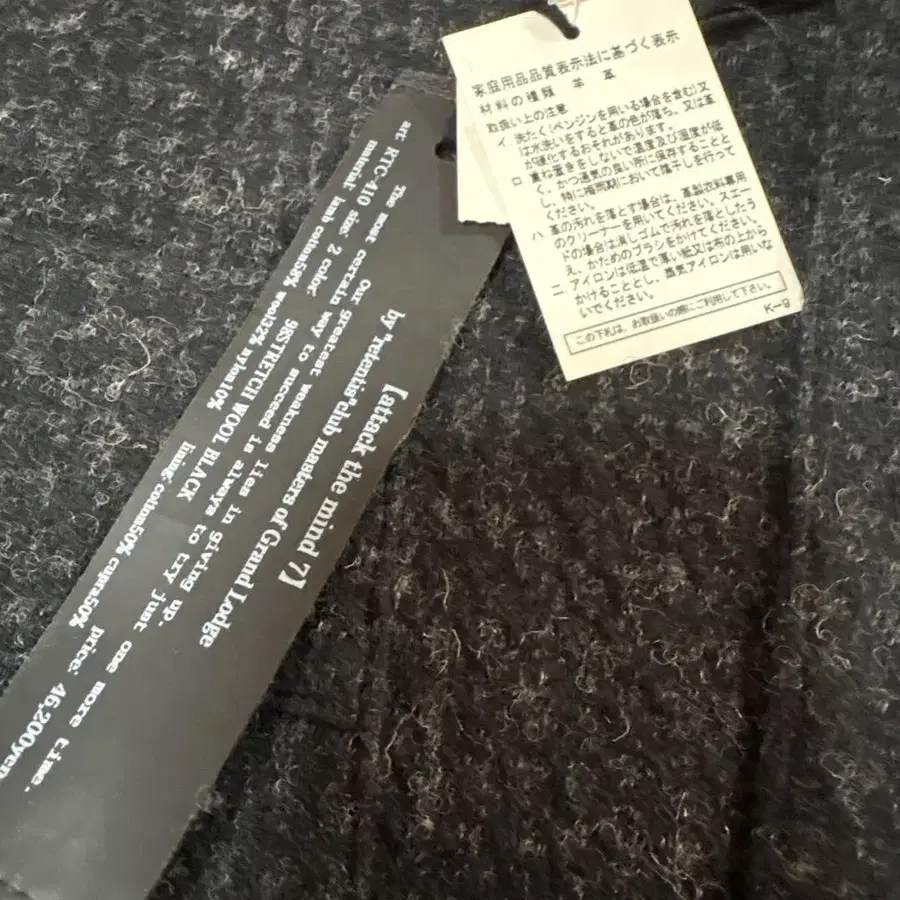 家庭用品品質表示法に基づく表示
材料の種類 羊 革
取扱い上の注意
イ 洗たく(ベンジンを用いる場合を含む)又
は水洗いをすると革の色が落ち、又は革
が硬化するおそれがあります。
ロ 重ね置きをしないで温度及び湿度が低
く、かつ通気の良い所に保存することと
し、特に梅雨期において陰干しを行って
ください。
ハ 革の汚れを落とす場合は、革製衣料専用
のクリーナーを用いてください。スエー
ドの場合は消しゴムで汚れを落としたう
え、かためのブラシをかけてください。
ニ アイロンは低温で厚い紙又は布の上から
かけることとし、蒸気アイロンは用いな
いでください。
この下札は、お取扱いの際にご利用して下さい。
K-9
[attack the mind 7]
by "retentis" club masters of Grand Lodge
Our greatest weakness lies in giving up.
The most certain way to succeed is always to try just one more time.
art: KTC-410 size: 2 color: 98STRETCH WOOL BLACK
material: lamb wool32% nylon10%
lining: cotton50% cupra50%
price: 46,200yen